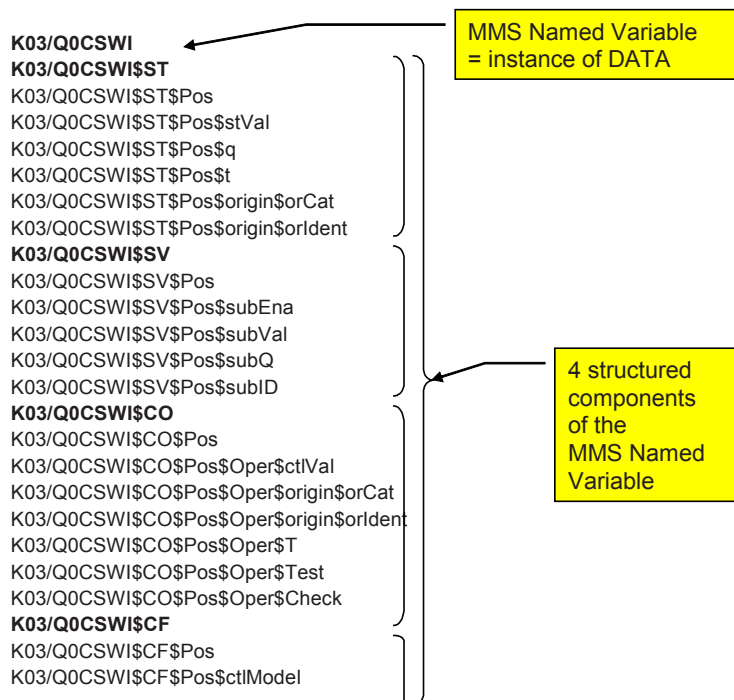 K03/Q0CSWI
K03/Q0CSWI$ST
K03/Q0CSWI$ST$Pos
K03/Q0CSWI$ST$Pos$stVal
K03/Q0CSWI$ST$Pos$q
K03/Q0CSWI$ST$Pos$t
K03/Q0CSWI$ST$Pos$origin$orCat
K03/Q0CSWI$ST$Pos$origin$orIdent
K03/Q0CSWI$SV
K03/Q0CSWI$SV$Pos
K03/Q0CSWI$SV$Pos$subEna
K03/Q0CSWI$SV$Pos$subVal
K03/Q0CSWI$SV$Pos$subQ
K03/Q0CSWI$SV$Pos$subID
K03/Q0CSWI$CO
K03/Q0CSWI$CO$Pos
K03/Q0CSWI$CO$Pos$Oper$ctlVal
K03/Q0CSWI$CO$Pos$Oper$origin$orCat
K03/Q0CSWI$CO$Pos$Oper$origin$orIdent
K03/Q0CSWI$CO$Pos$Oper$T
K03/Q0CSWI$CO$Pos$Oper$Test
K03/Q0CSWI$CO$Pos$Oper$Check
K03/Q0CSWI$CF
K03/Q0CSWI$CF$Pos
K03/Q0CSWI$CF$Pos$ctlModel
MMS Named Variable
= instance of DATA
4 structured
components
of the
MMS Named
Variable